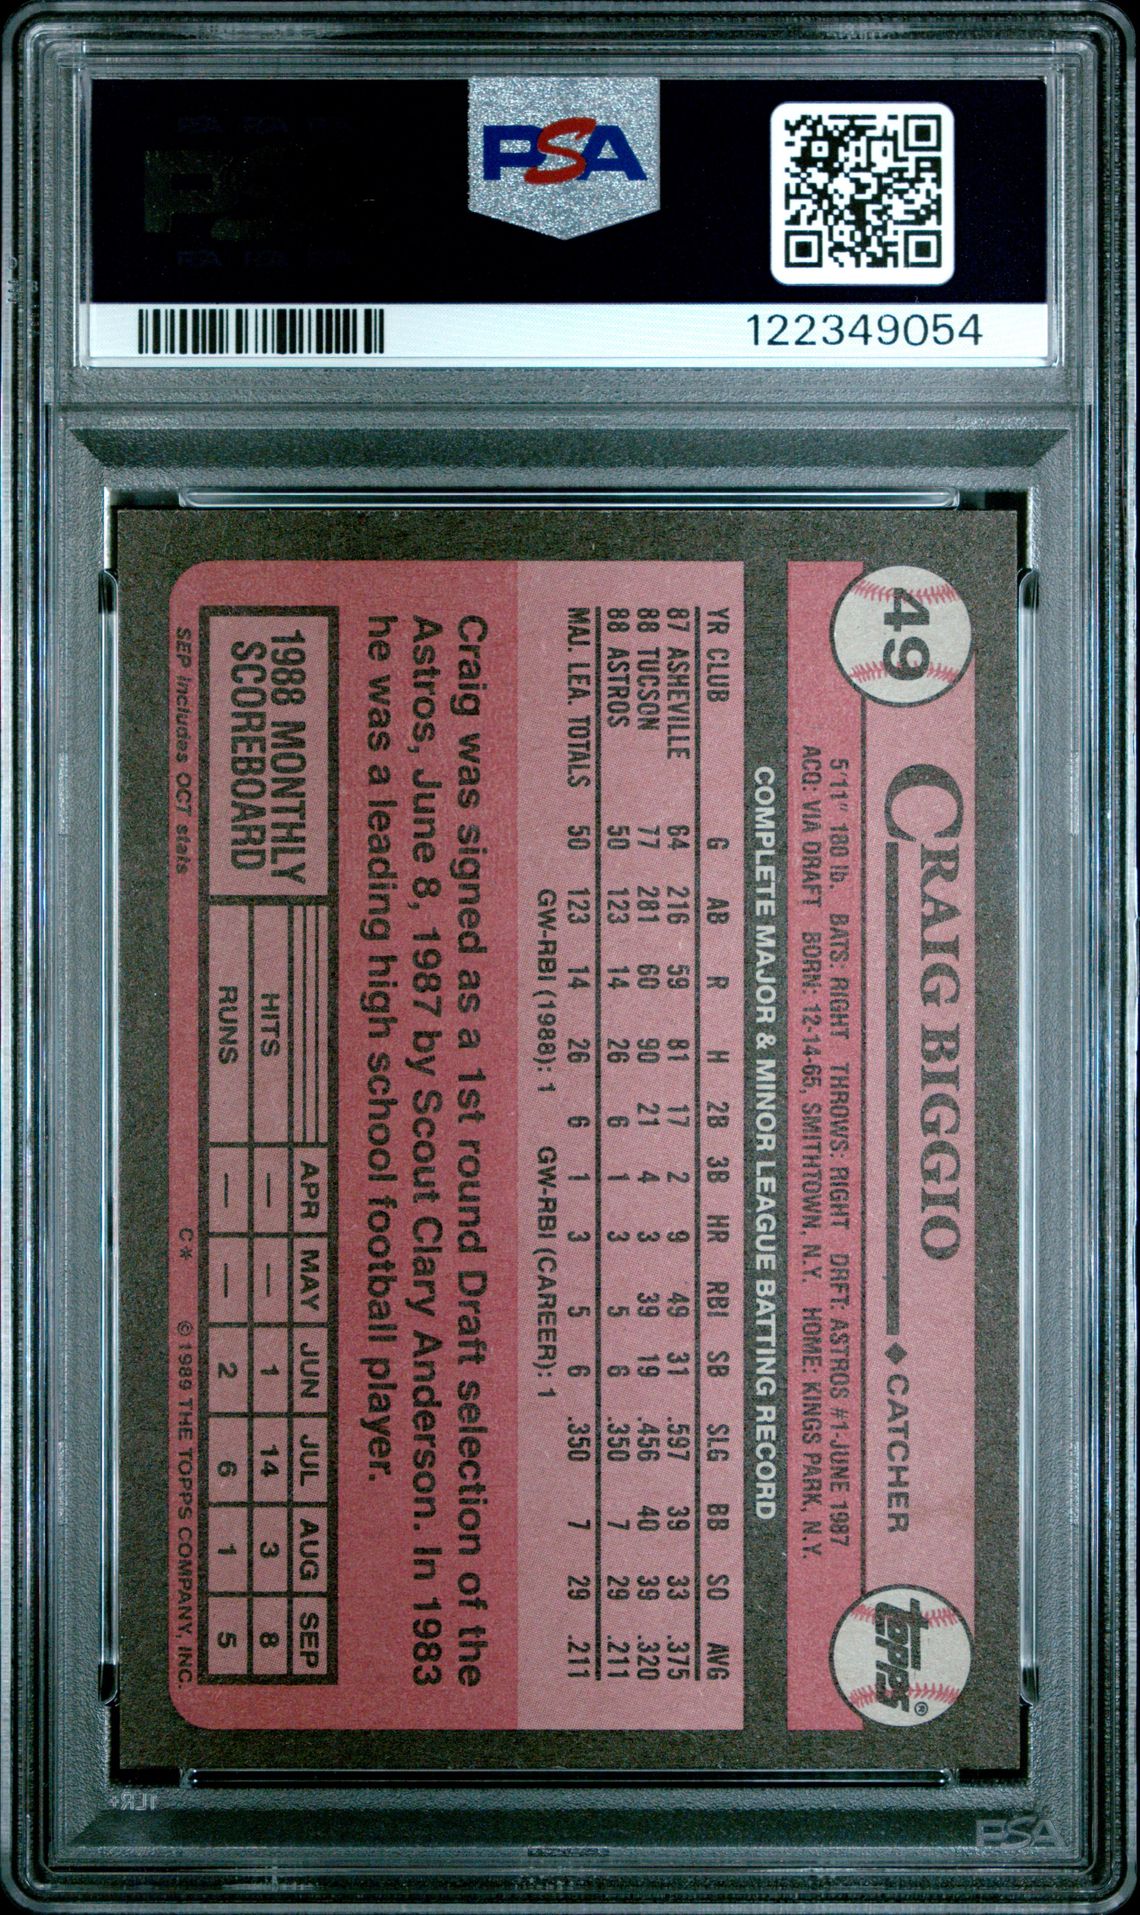 PSA
122349054
49
CRAIG BIGGIO ◆ CATCHER
topps®
5'11" 180 lb. BATS: RIGHT THROWS: RIGHT DRFT: ASTROS #1-JUNE 1987
ACQ: VIA DRAFT BORN: 12-14-65, SMITHTOWN, N.Y. HOME: KINGS PARK, N.Y.
COMPLETE MAJOR & MINOR LEAGUE BATTING RECORD
YR CLUB G AB R H 2B 3B HR RBI SB SLG BB SO AVG
87 ASHEVILLE 64 216 59 81 17 2 9 49 31 .597 39 33 .375
88 TUCSON 77 281 60 90 21 4 3 39 19 .456 40 39 .320
88 ASTROS 50 123 14 26 6 1 3 5 6 .350 7 29 .211
MAJ. LEA. TOTALS 50 123 14 26 6 1 3 5 6 .350 7 29 .211
GW-RBI (1988): 1 GW-RBI (CAREER): 1
Craig was signed as a 1st round Draft selection of the
Astros, June 8, 1987 by Scout Clary Anderson. In 1983
he was a leading high school football player.
1988 MONTHLY
SCOREBOARD
APR MAY JUN JUL AUG SEP
HITS — — 1 14 3 8
RUNS — — 2 6 1 5
SEP includes OCT stats
C* © 1989 THE TOPPS COMPANY, INC.
PSA